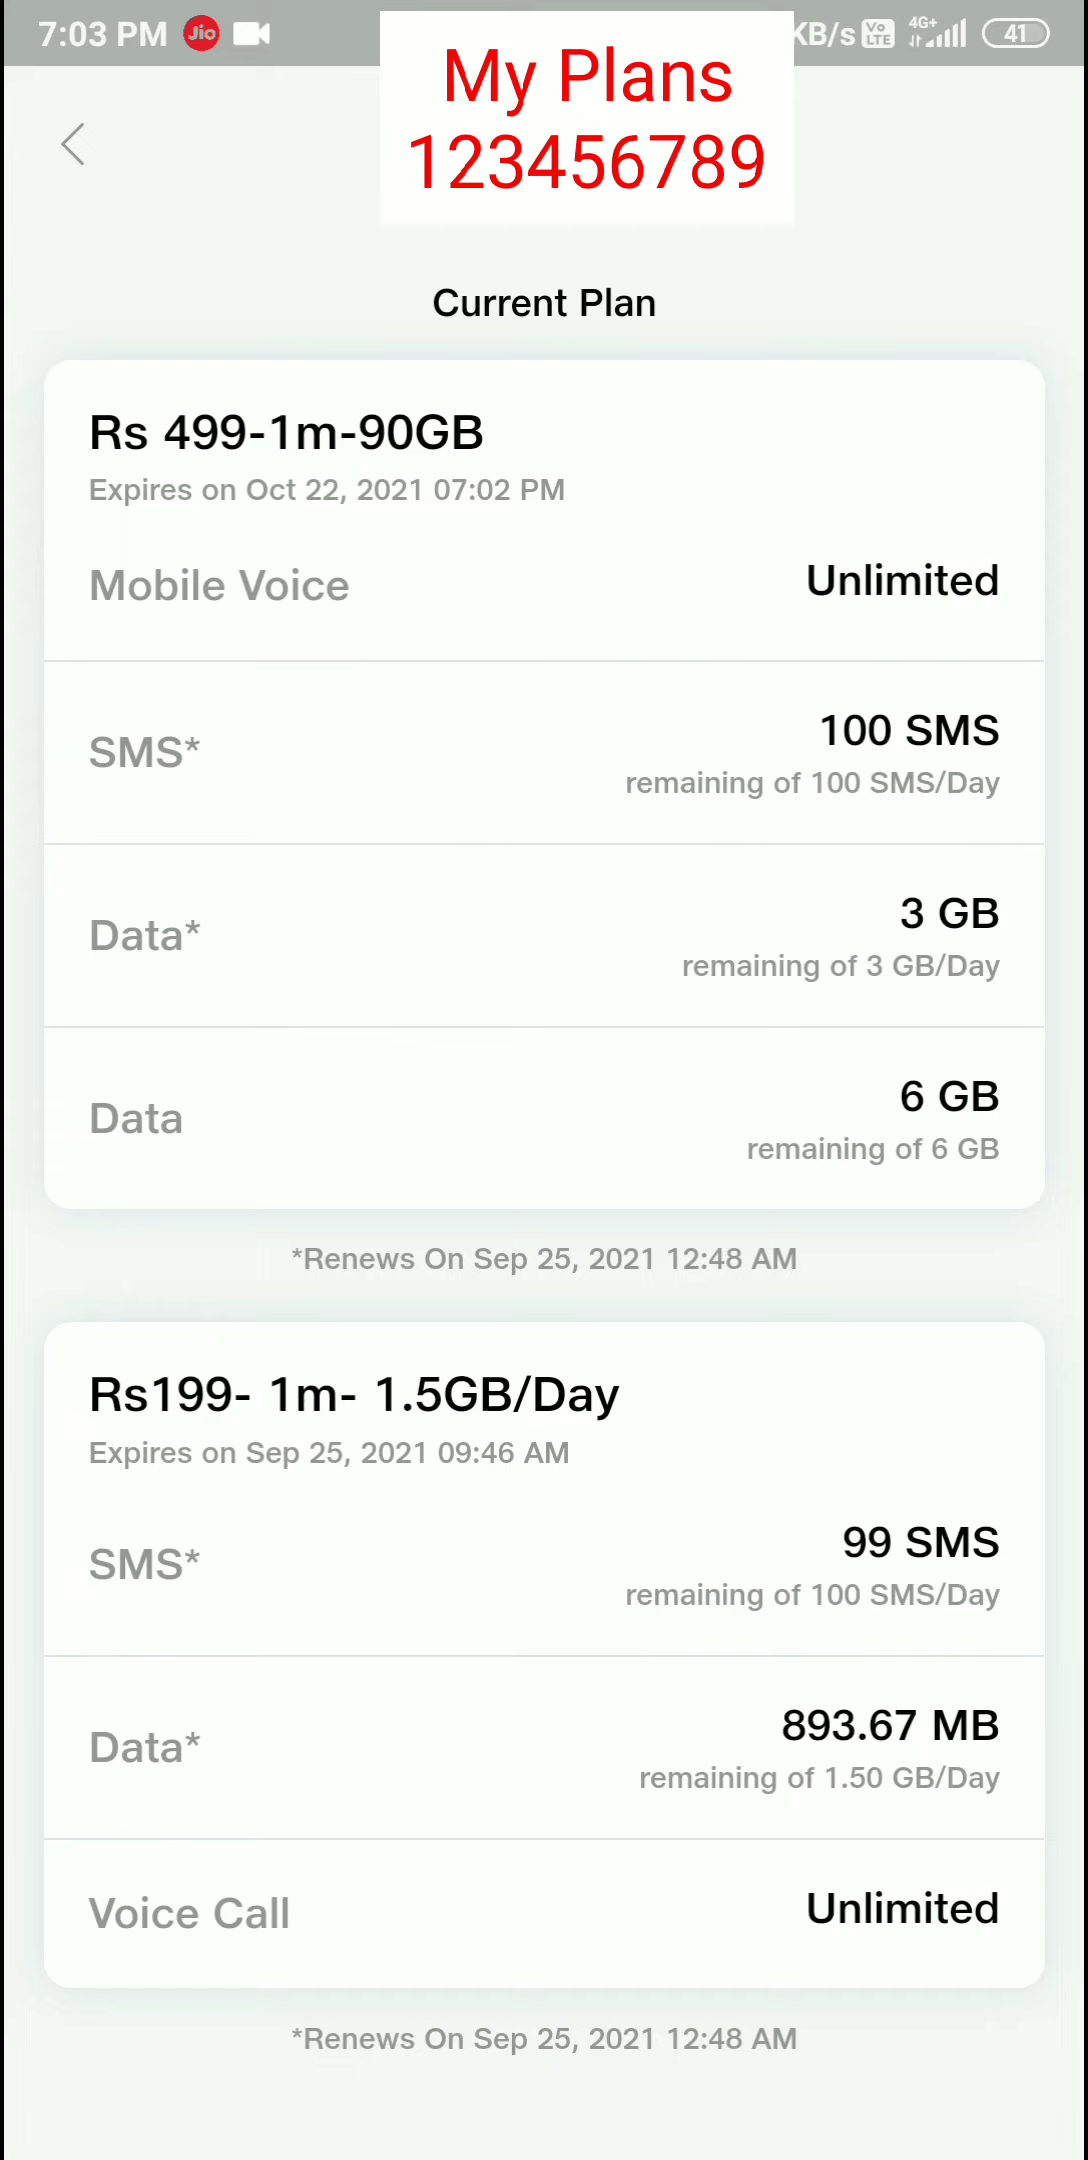 7:03 PM Jio KB/s Vo LTE 4G+ 41
My Plans
123456789
Current Plan
Rs 499-1m-90GB
Expires on Oct 22, 2021 07:02 PM
Mobile Voice Unlimited
SMS* 100 SMS
remaining of 100 SMS/Day
Data* 3 GB
remaining of 3 GB/Day
Data 6 GB
remaining of 6 GB
*Renews On Sep 25, 2021 12:48 AM
Rs199- 1m- 1.5GB/Day
Expires on Sep 25, 2021 09:46 AM
SMS* 99 SMS
remaining of 100 SMS/Day
Data* 893.67 MB
remaining of 1.50 GB/Day
Voice Call Unlimited
*Renews On Sep 25, 2021 12:48 AM